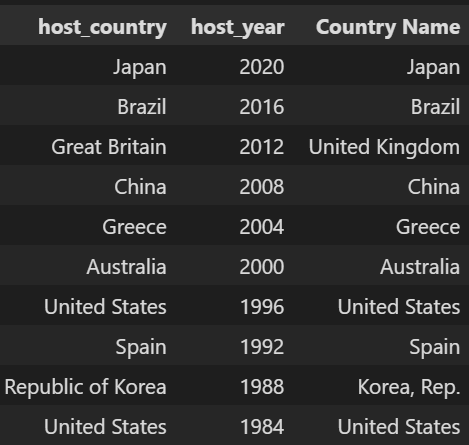 host_country host_year Country Name
Japan 2020 Japan
Brazil 2016 Brazil
Great Britain 2012 United Kingdom
China 2008 China
Greece 2004 Greece
Australia 2000 Australia
United States 1996 United States
Spain 1992 Spain
Republic of Korea 1988 Korea, Rep.
United States 1984 United States